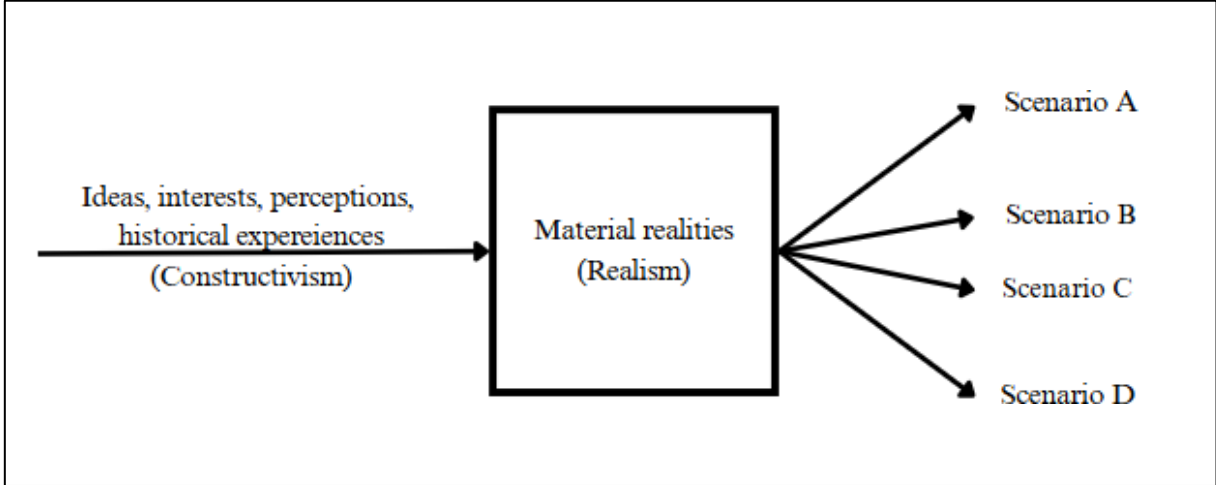 Ideas, interests, perceptions,
historical expereiences
(Constructivism)
Material realities
(Realism)
Scenario A
Scenario B
Scenario C
Scenario D